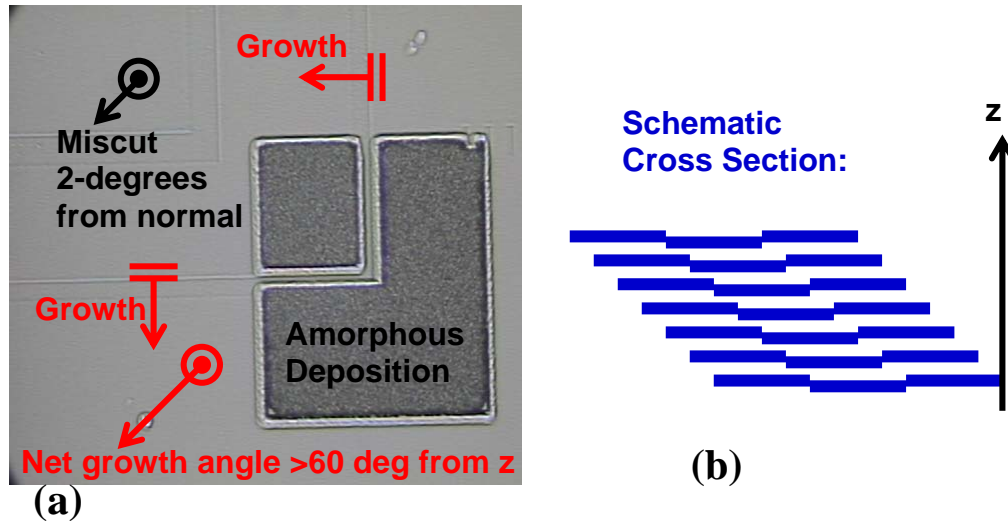 Growth
Miscut
2-degrees
from normal
Growth
Amorphous
Deposition
Net growth angle >60 deg from z
(a)
Schematic
Cross Section:
z
(b)